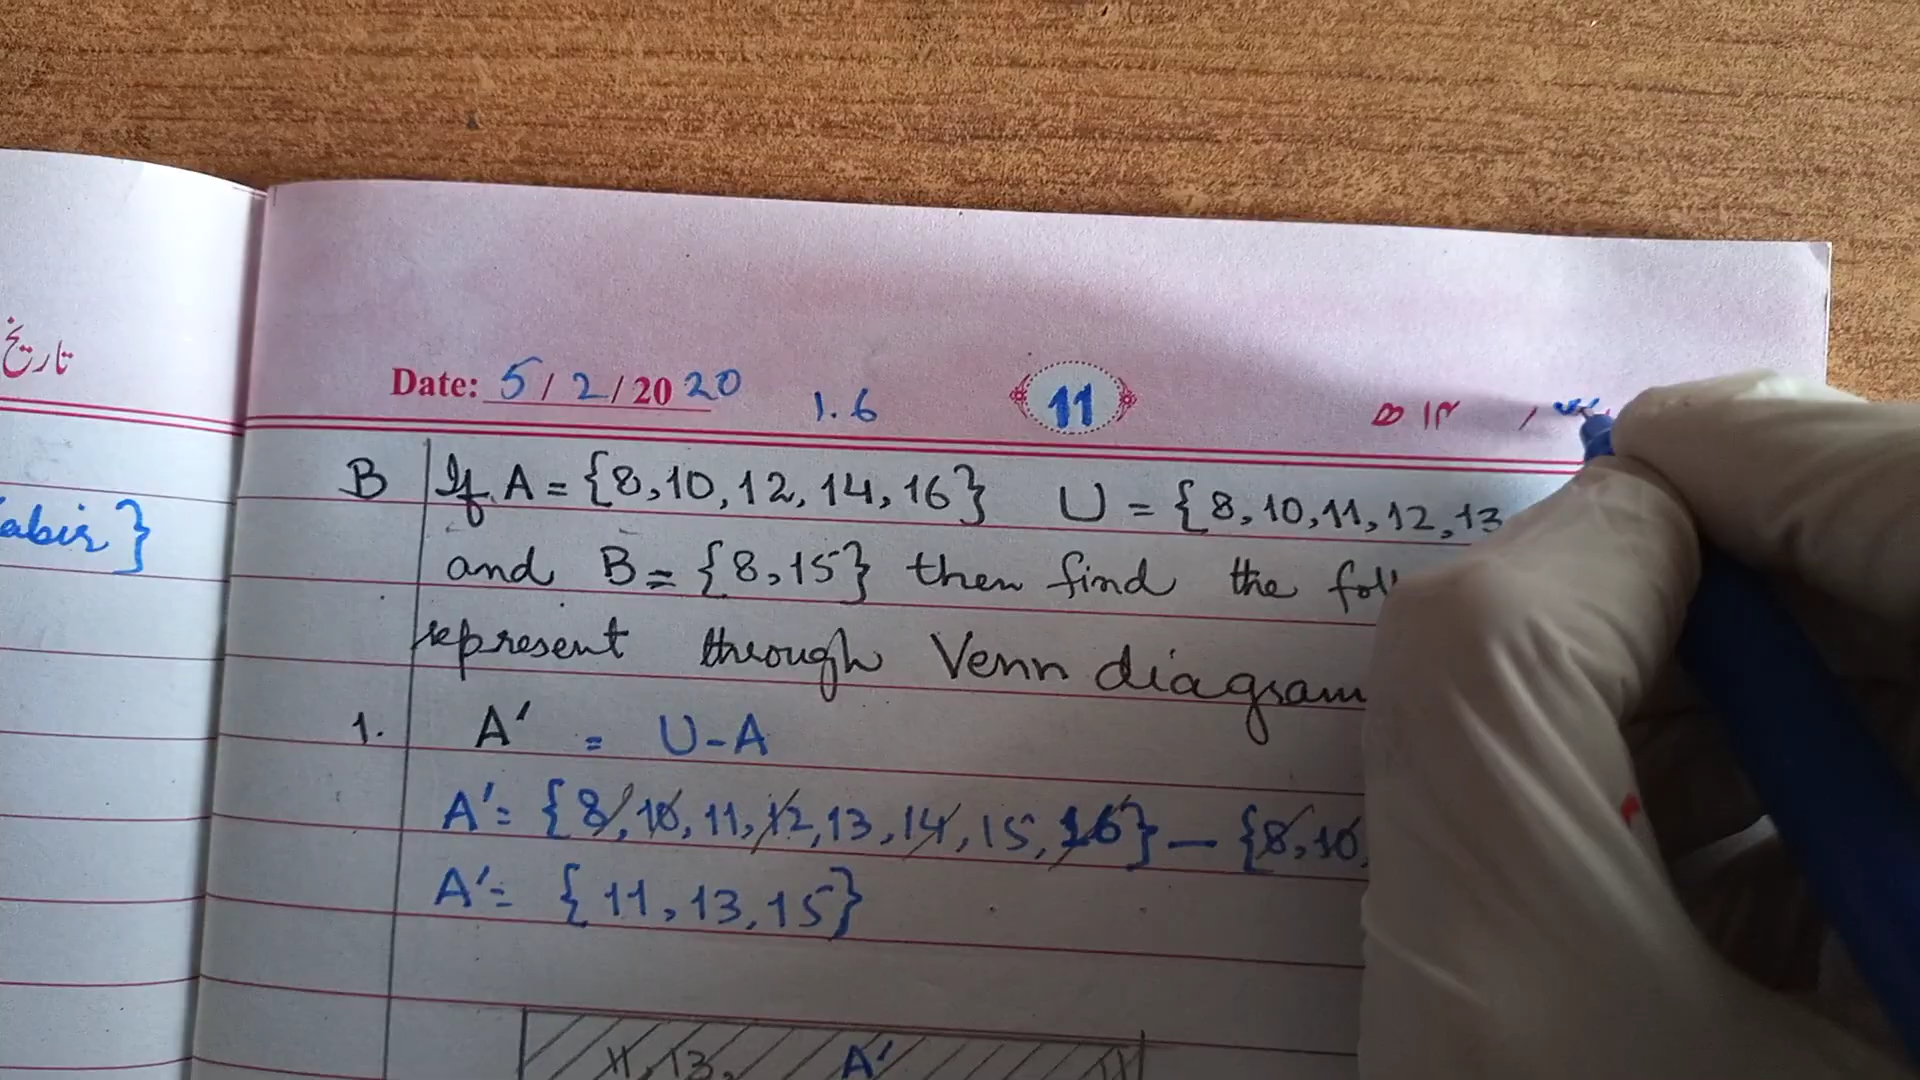 تاریخ
abir}
Date: 5/2/2020 1.6 11
B If A = {8,10,12,14,16} U = {8,10,11,12,13
and B = {8,15} then find the
represent through Venn diagram
1. A' = U-A
A' = {8,10,11,12,13,14,15,16} — {8,10,
A' = {11,13,15}
11,13, A'